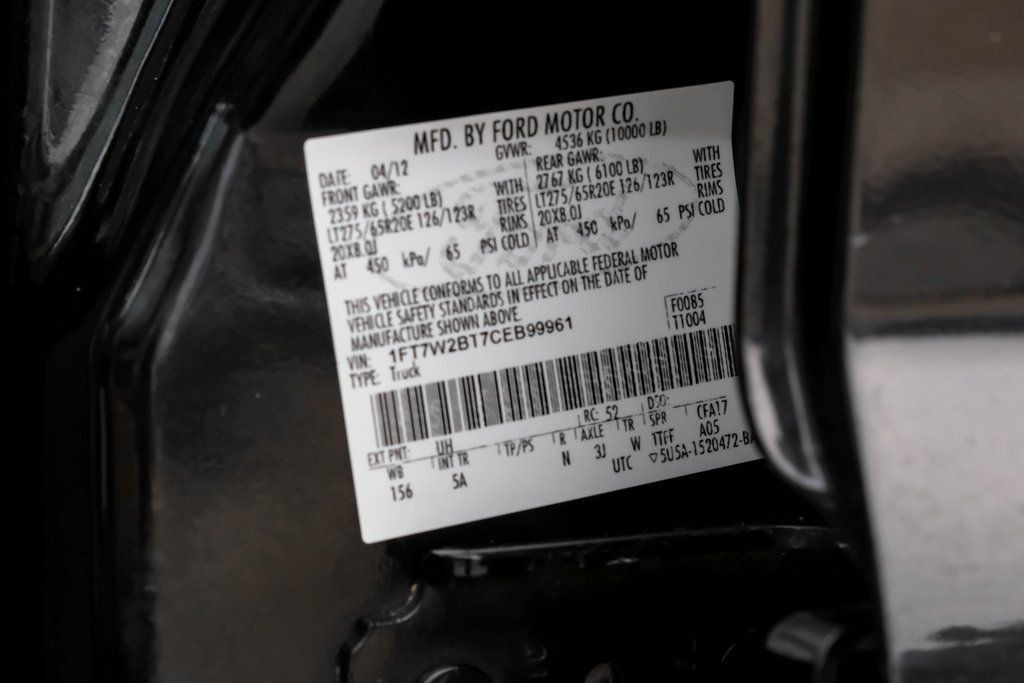 MFD. BY FORD MOTOR CO.
DATE: 04/12 GVWR: 4536 KG (10000 LB)
FRONT GAWR: REAR GAWR:
2359 KG (5200 LB) WITH 2767 KG (6100 LB) WITH
LT275/65R20E 126/123R TIRES LT275/65R20E 126/123R TIRES
20X8.0J RIMS 20X8.0J RIMS
AT 450 kPa/ 65 PSI COLD AT 450 kPa/ 65 PSI COLD
THIS VEHICLE CONFORMS TO ALL APPLICABLE FEDERAL MOTOR
VEHICLE SAFETY STANDARDS IN EFFECT ON THE DATE OF
MANUFACTURE SHOWN ABOVE.
F0085
VIN: 1FT7W2BT7CEB99961
T1004
TYPE: Truck
EXT PNT: UH RC: 52 DSO:
WB INT TR TP/PS R AXLE TR SPR CFA17
156 5A N 3J W 1TFF A05
UTC ▽5U5A-1520472-BA